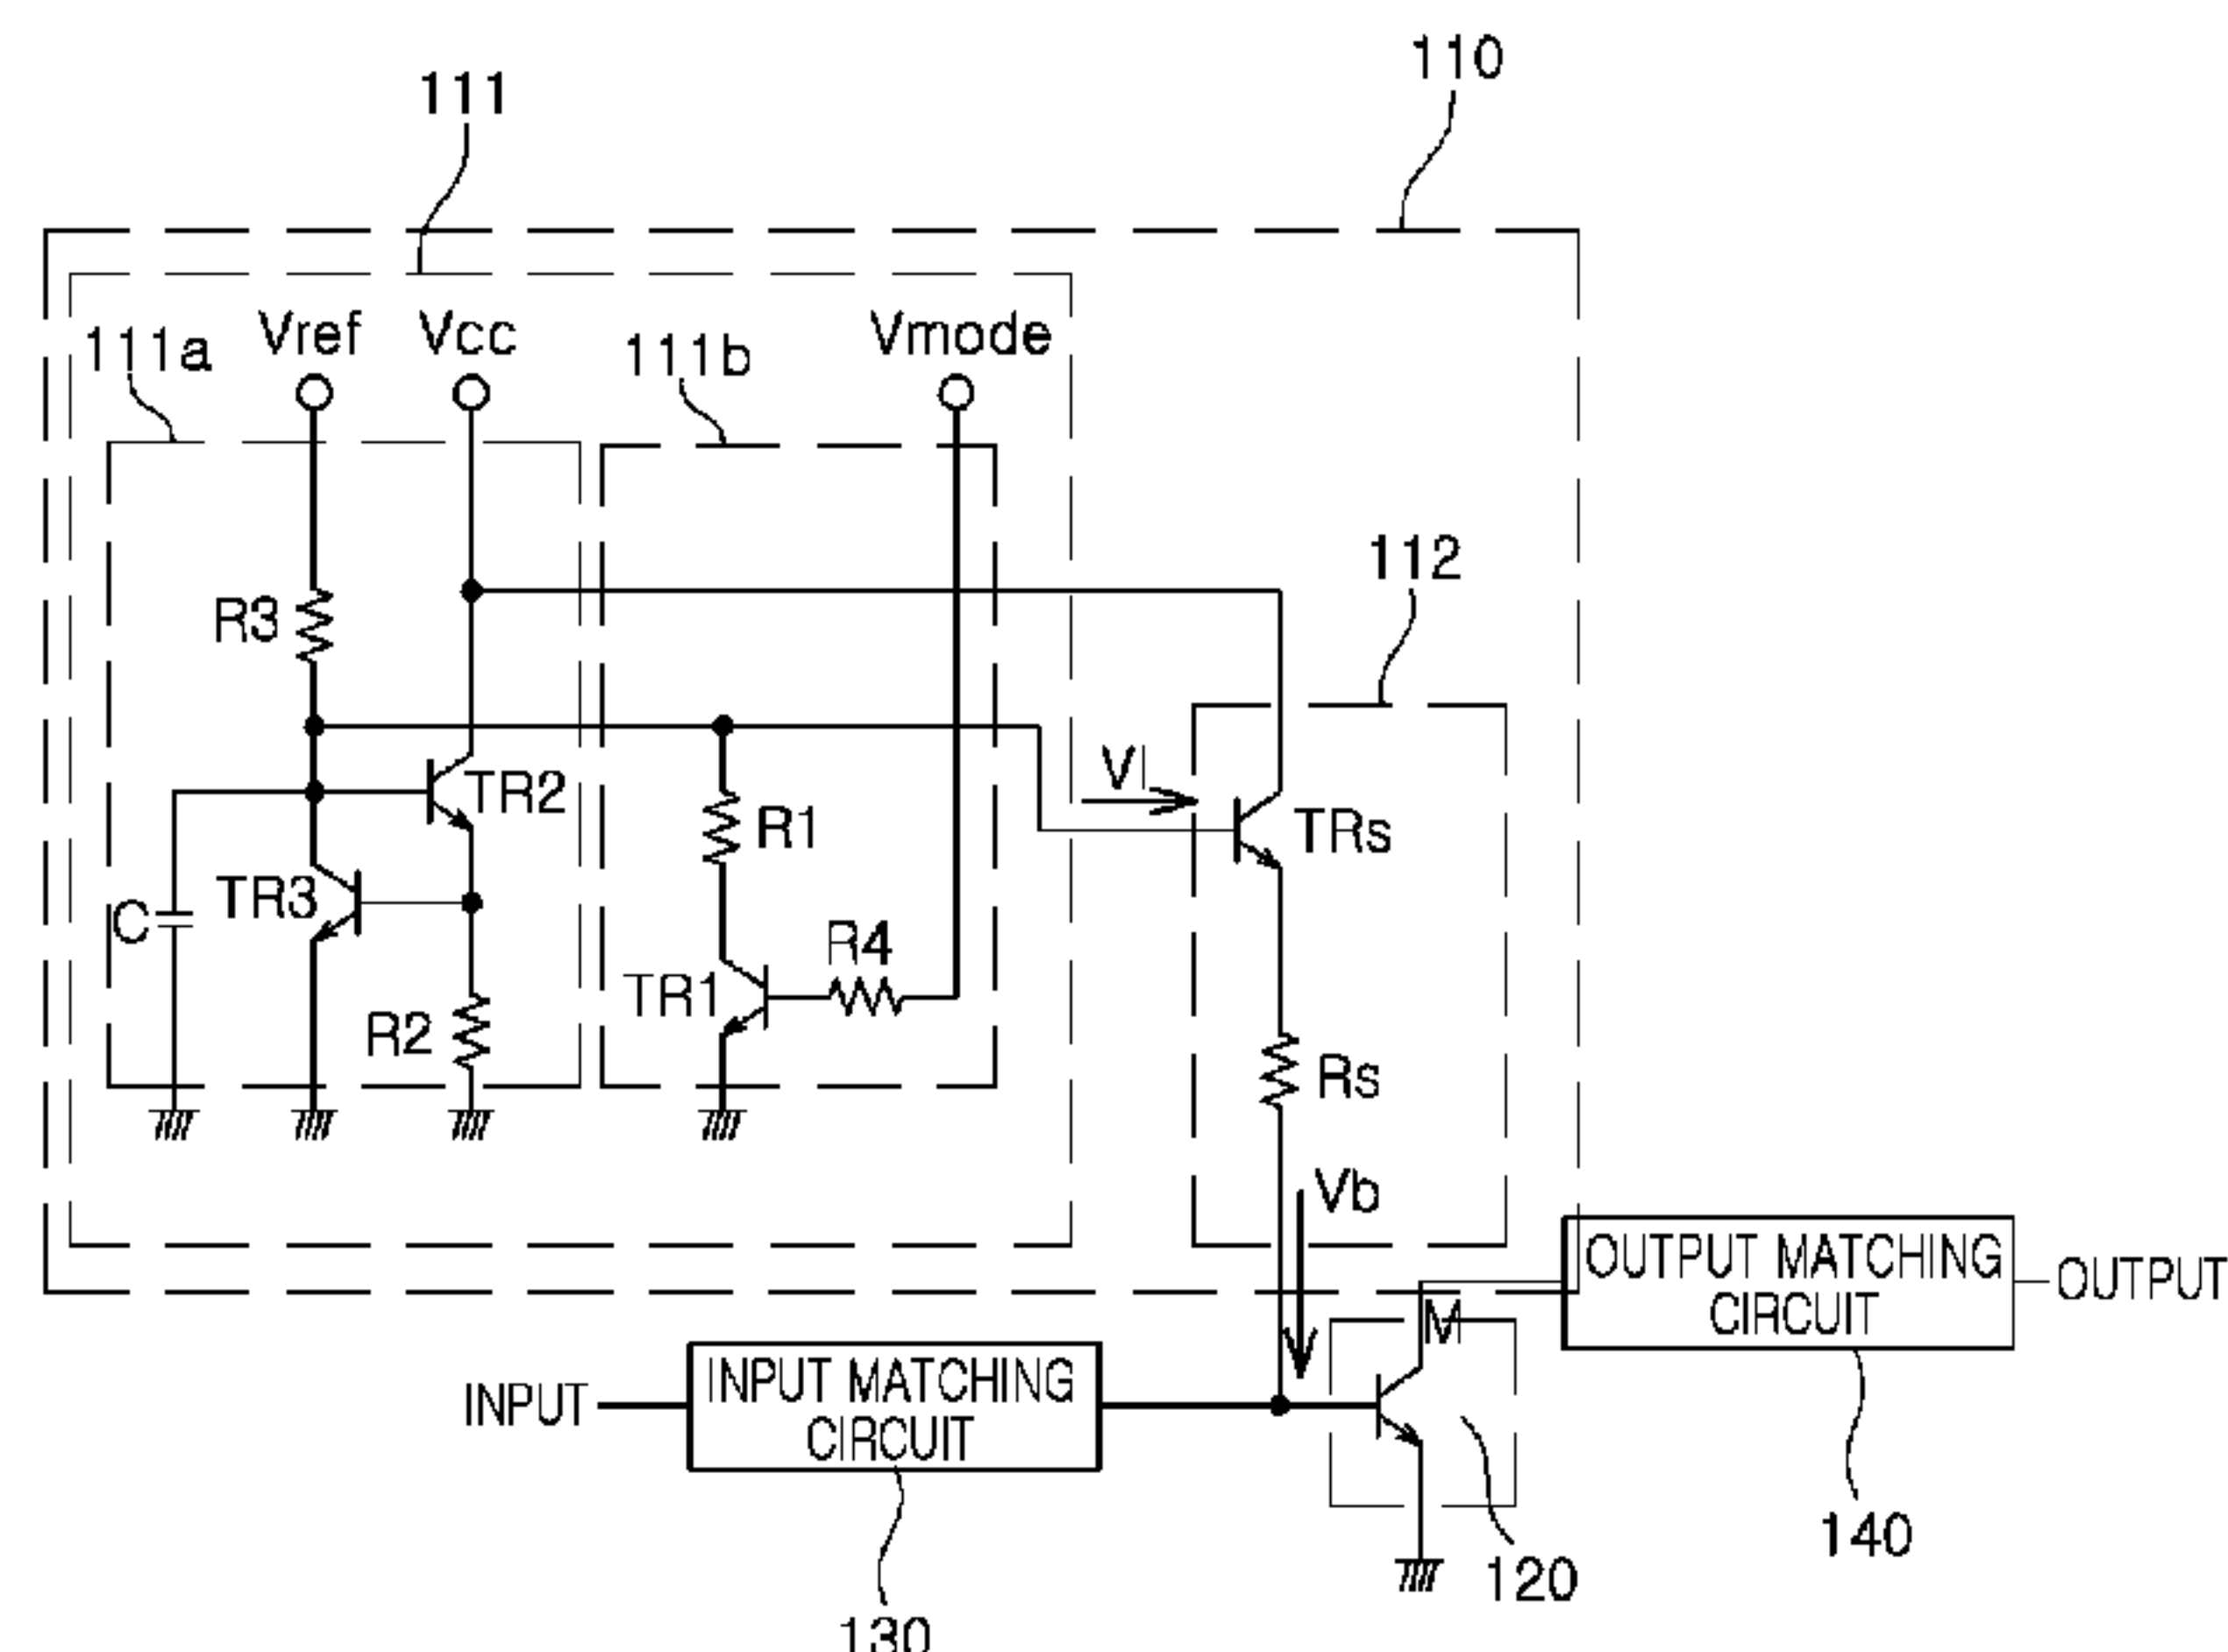 110
111
Vref
Vcc
Vmode
111a
111b
112
R3
TR2
VI
R1
TRs
TR3
C
R4
TR1
R2
Rs
Vb
OUTPUT MATCHING
CIRCUIT
OUTPUT
M
INPUT
INPUT MATCHING
CIRCUIT
140
120
130